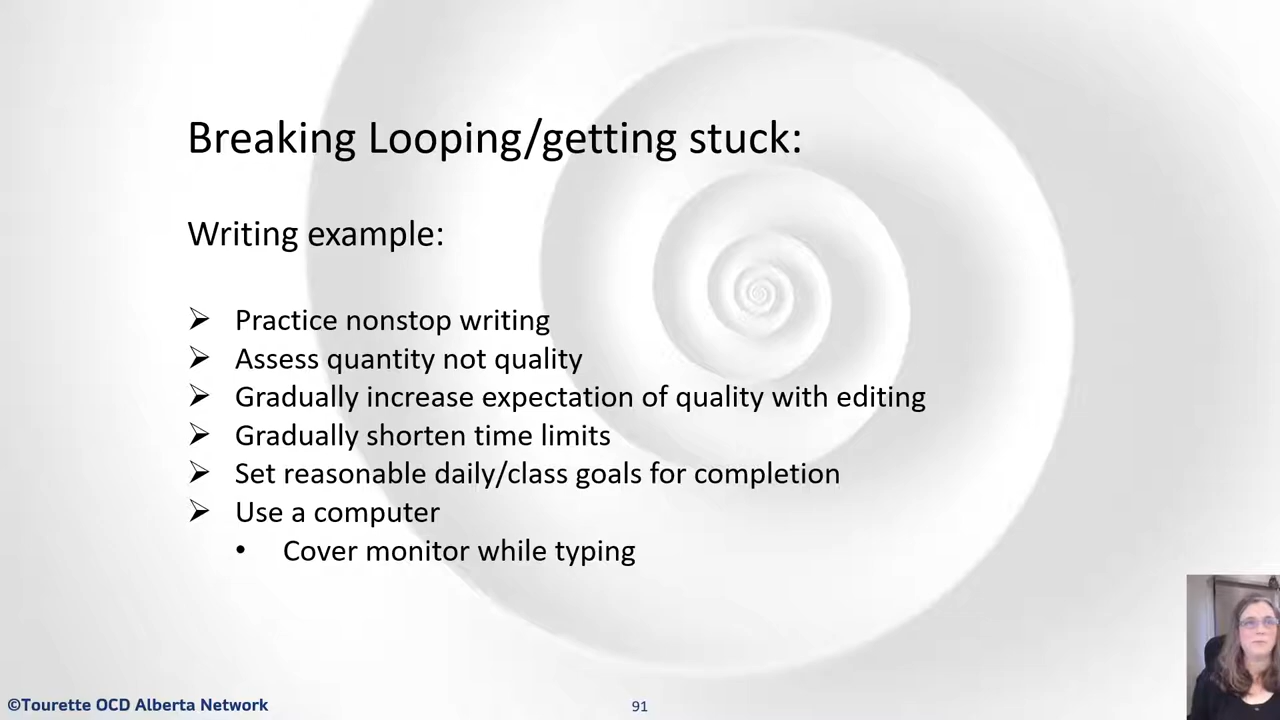 Breaking Looping/getting stuck:
Writing example:
➢ Practice nonstop writing
➢ Assess quantity not quality
➢ Gradually increase expectation of quality with editing
➢ Gradually shorten time limits
➢ Set reasonable daily/class goals for completion
➢ Use a computer
• Cover monitor while typing
©Tourette OCD Alberta Network
91